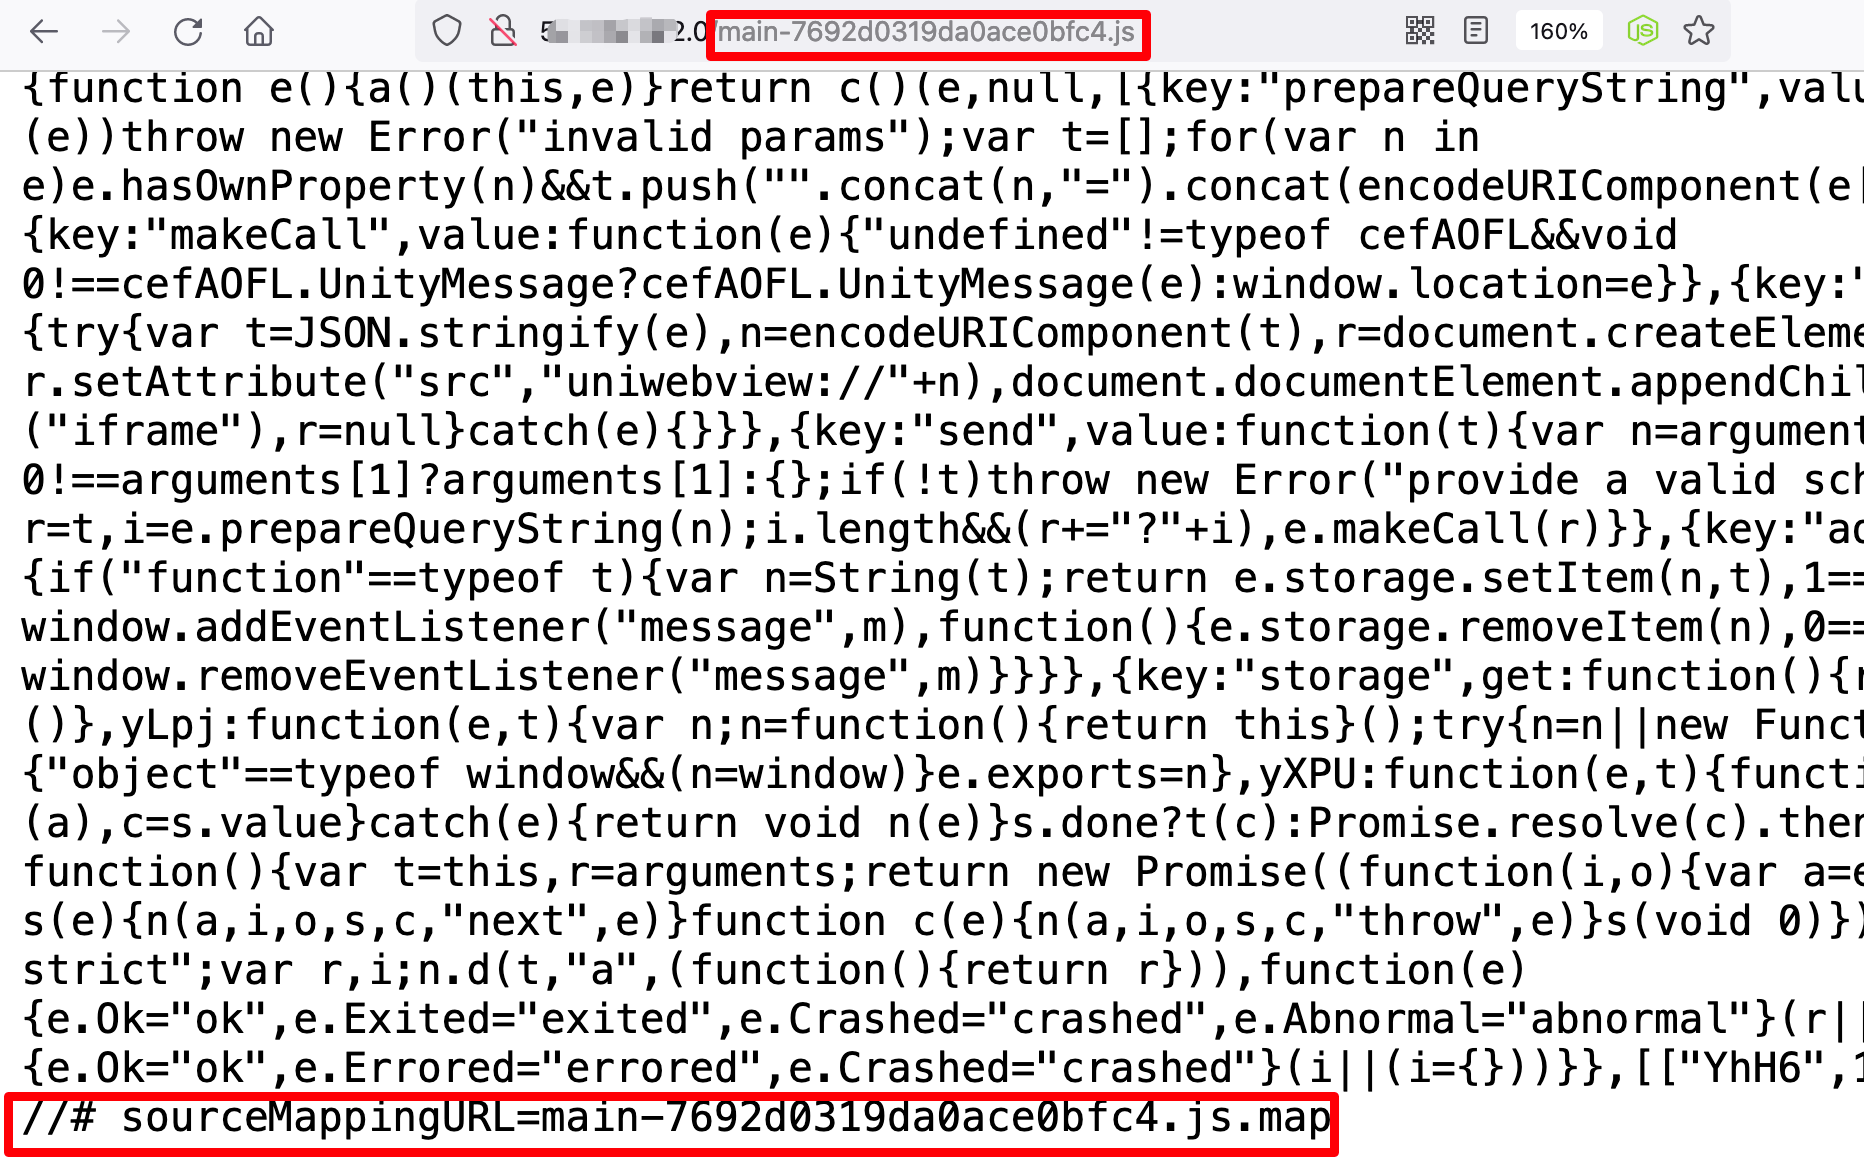 2.0/main-7692d0319da0ace0bfc4.js
160%
JS
{function e(){a()(this,e)}return c()(e,null,[{key:"prepareQueryString",valu
(e))throw new Error("invalid params");var t=[];for(var n in
e)e.hasOwnProperty(n)&&t.push("".concat(n,"=").concat(encodeURIComponent(e[
{key:"makeCall",value:function(e){"undefined"!=typeof cefAOFL&&void
0!==cefAOFL.UnityMessage?cefAOFL.UnityMessage(e):window.location=e}},{key:"
{try{var t=JSON.stringify(e),n=encodeURIComponent(t),r=document.createEleme
r.setAttribute("src","uniwebview://"+n),document.documentElement.appendChil
("iframe"),r=null}catch(e){}}},{key:"send",value:function(t){var n=argument
0!==arguments[1]?arguments[1]:{};if(!t)throw new Error("provide a valid sch
r=t,i=e.prepareQueryString(n);i.length&&(r+="?"+i),e.makeCall(r)}},{key:"ad
{if("function"==typeof t){var n=String(t);return e.storage.setItem(n,t),1==
window.addEventListener("message",m),function(){e.storage.removeItem(n),0==
window.removeEventListener("message",m)}}}},{key:"storage",get:function(){r
()},yLpj:function(e,t){var n;n=function(){return this}();try{n=n||new Funct
{"object"==typeof window&&(n=window)}e.exports=n},yXPU:function(e,t){functi
(a),c=s.value}catch(e){return void n(e)}s.done?t(c):Promise.resolve(c).then
function(){var t=this,r=arguments;return new Promise((function(i,o){var a=e
s(e){n(a,i,o,s,c,"next",e)}function c(e){n(a,i,o,s,c,"throw",e)}s(void 0)})
strict";var r,i;n.d(t,"a",(function(){return r})),function(e)
{e.Ok="ok",e.Exited="exited",e.Crashed="crashed",e.Abnormal="abnormal"}(r||
{e.Ok="ok",e.Errored="errored",e.Crashed="crashed"}(i||(i={}))}},[["YhH6",1
//# sourceMappingURL=main-7692d0319da0ace0bfc4.js.map